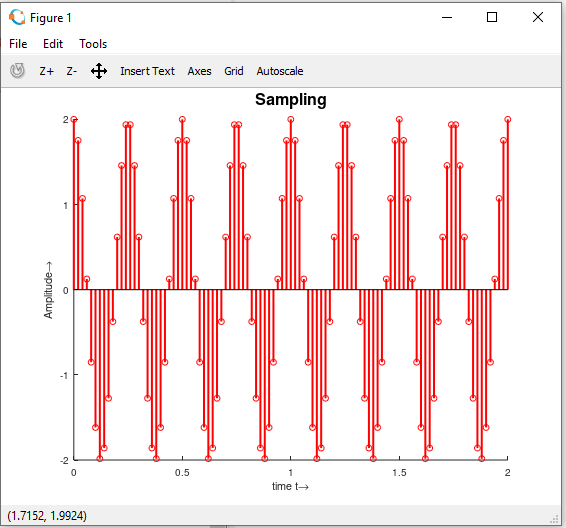 Figure 1
File Edit Tools
Z+ Z- Insert Text Axes Grid Autoscale
Sampling
2
1
0
-1
-2
Amplitude→
0 0.5 1 1.5 2
time t→
(1.7152, 1.9924)